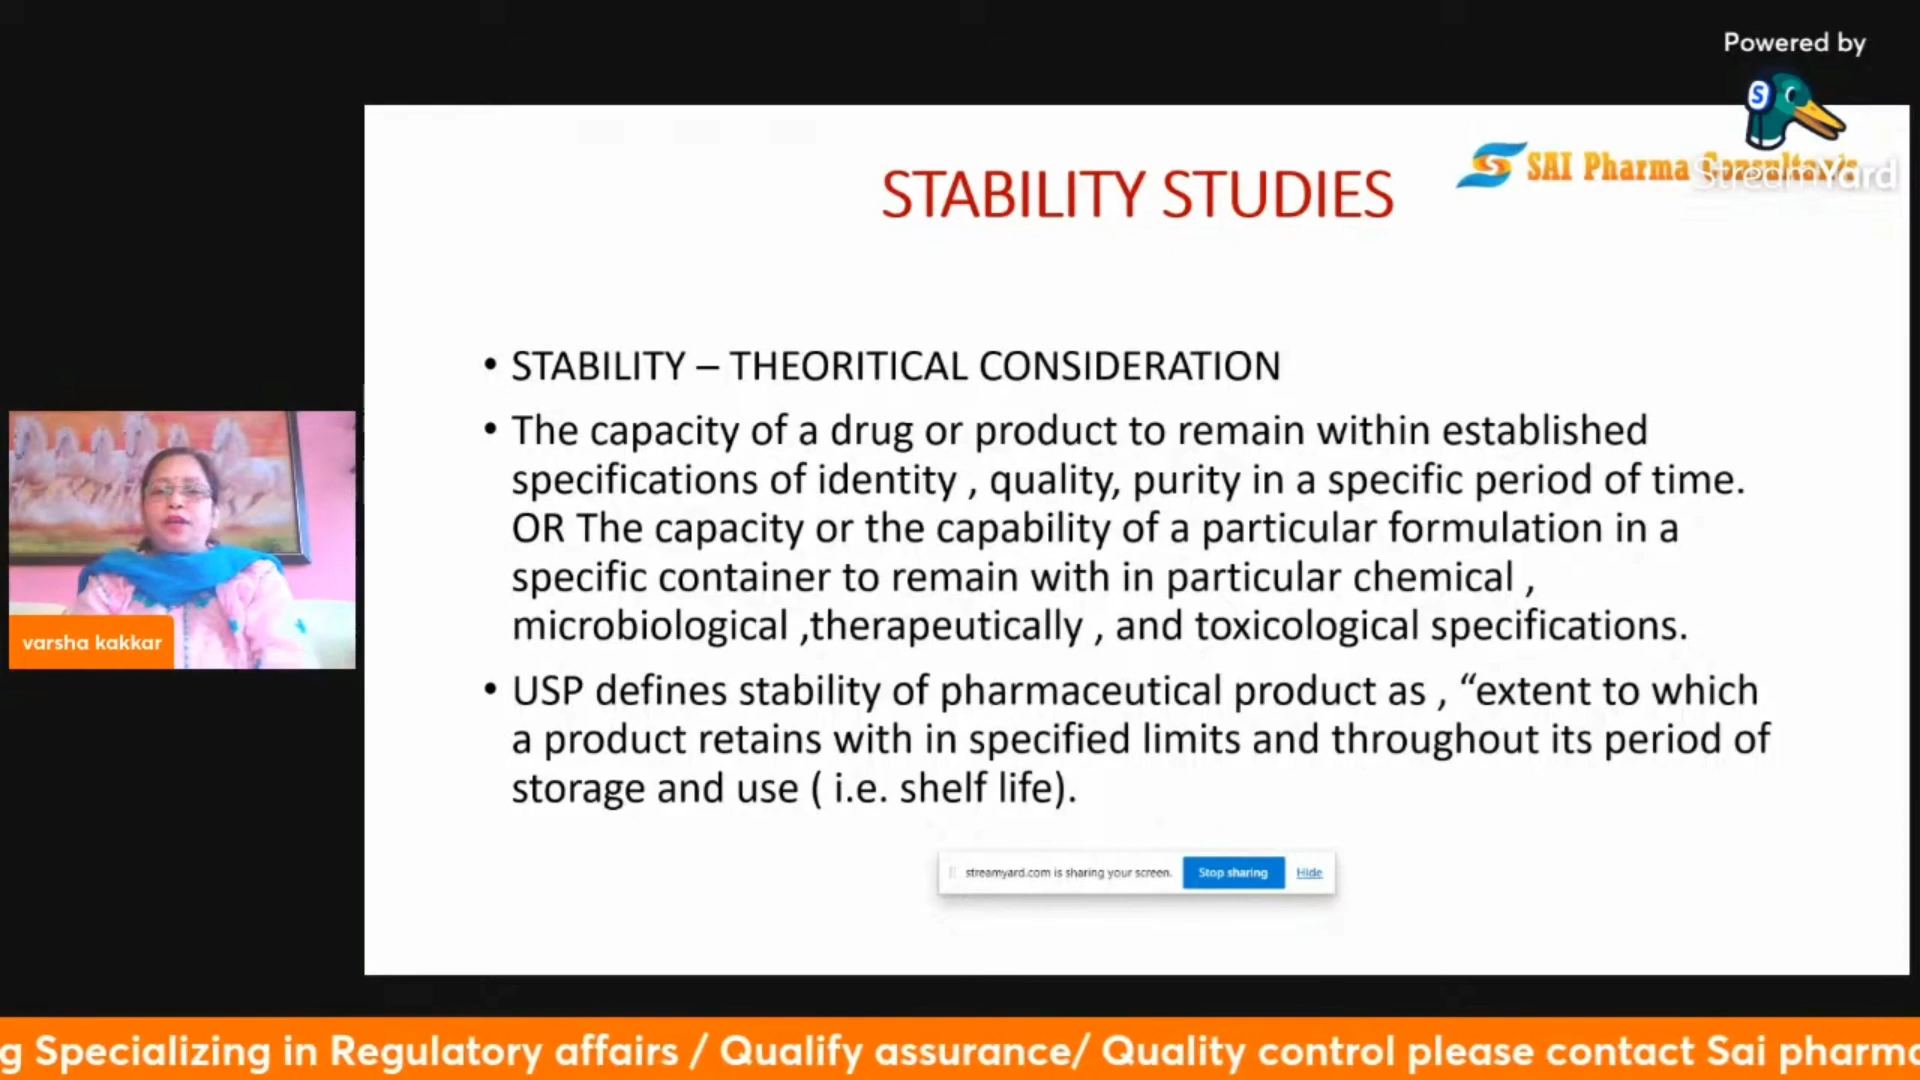 Powered by
S
StreamYard
SAI Pharma Consultants
STABILITY STUDIES
• STABILITY – THEORITICAL CONSIDERATION
• The capacity of a drug or product to remain within established
specifications of identity , quality, purity in a specific period of time.
OR The capacity or the capability of a particular formulation in a
specific container to remain with in particular chemical ,
microbiological ,therapeutically , and toxicological specifications.
• USP defines stability of pharmaceutical product as , “extent to which
a product retains with in specified limits and throughout its period of
storage and use ( i.e. shelf life).
varsha kakkar
streamyard.com is sharing your screen. Stop sharing Hide
g Specializing in Regulatory affairs / Qualify assurance/ Quality control please contact Sai pharma